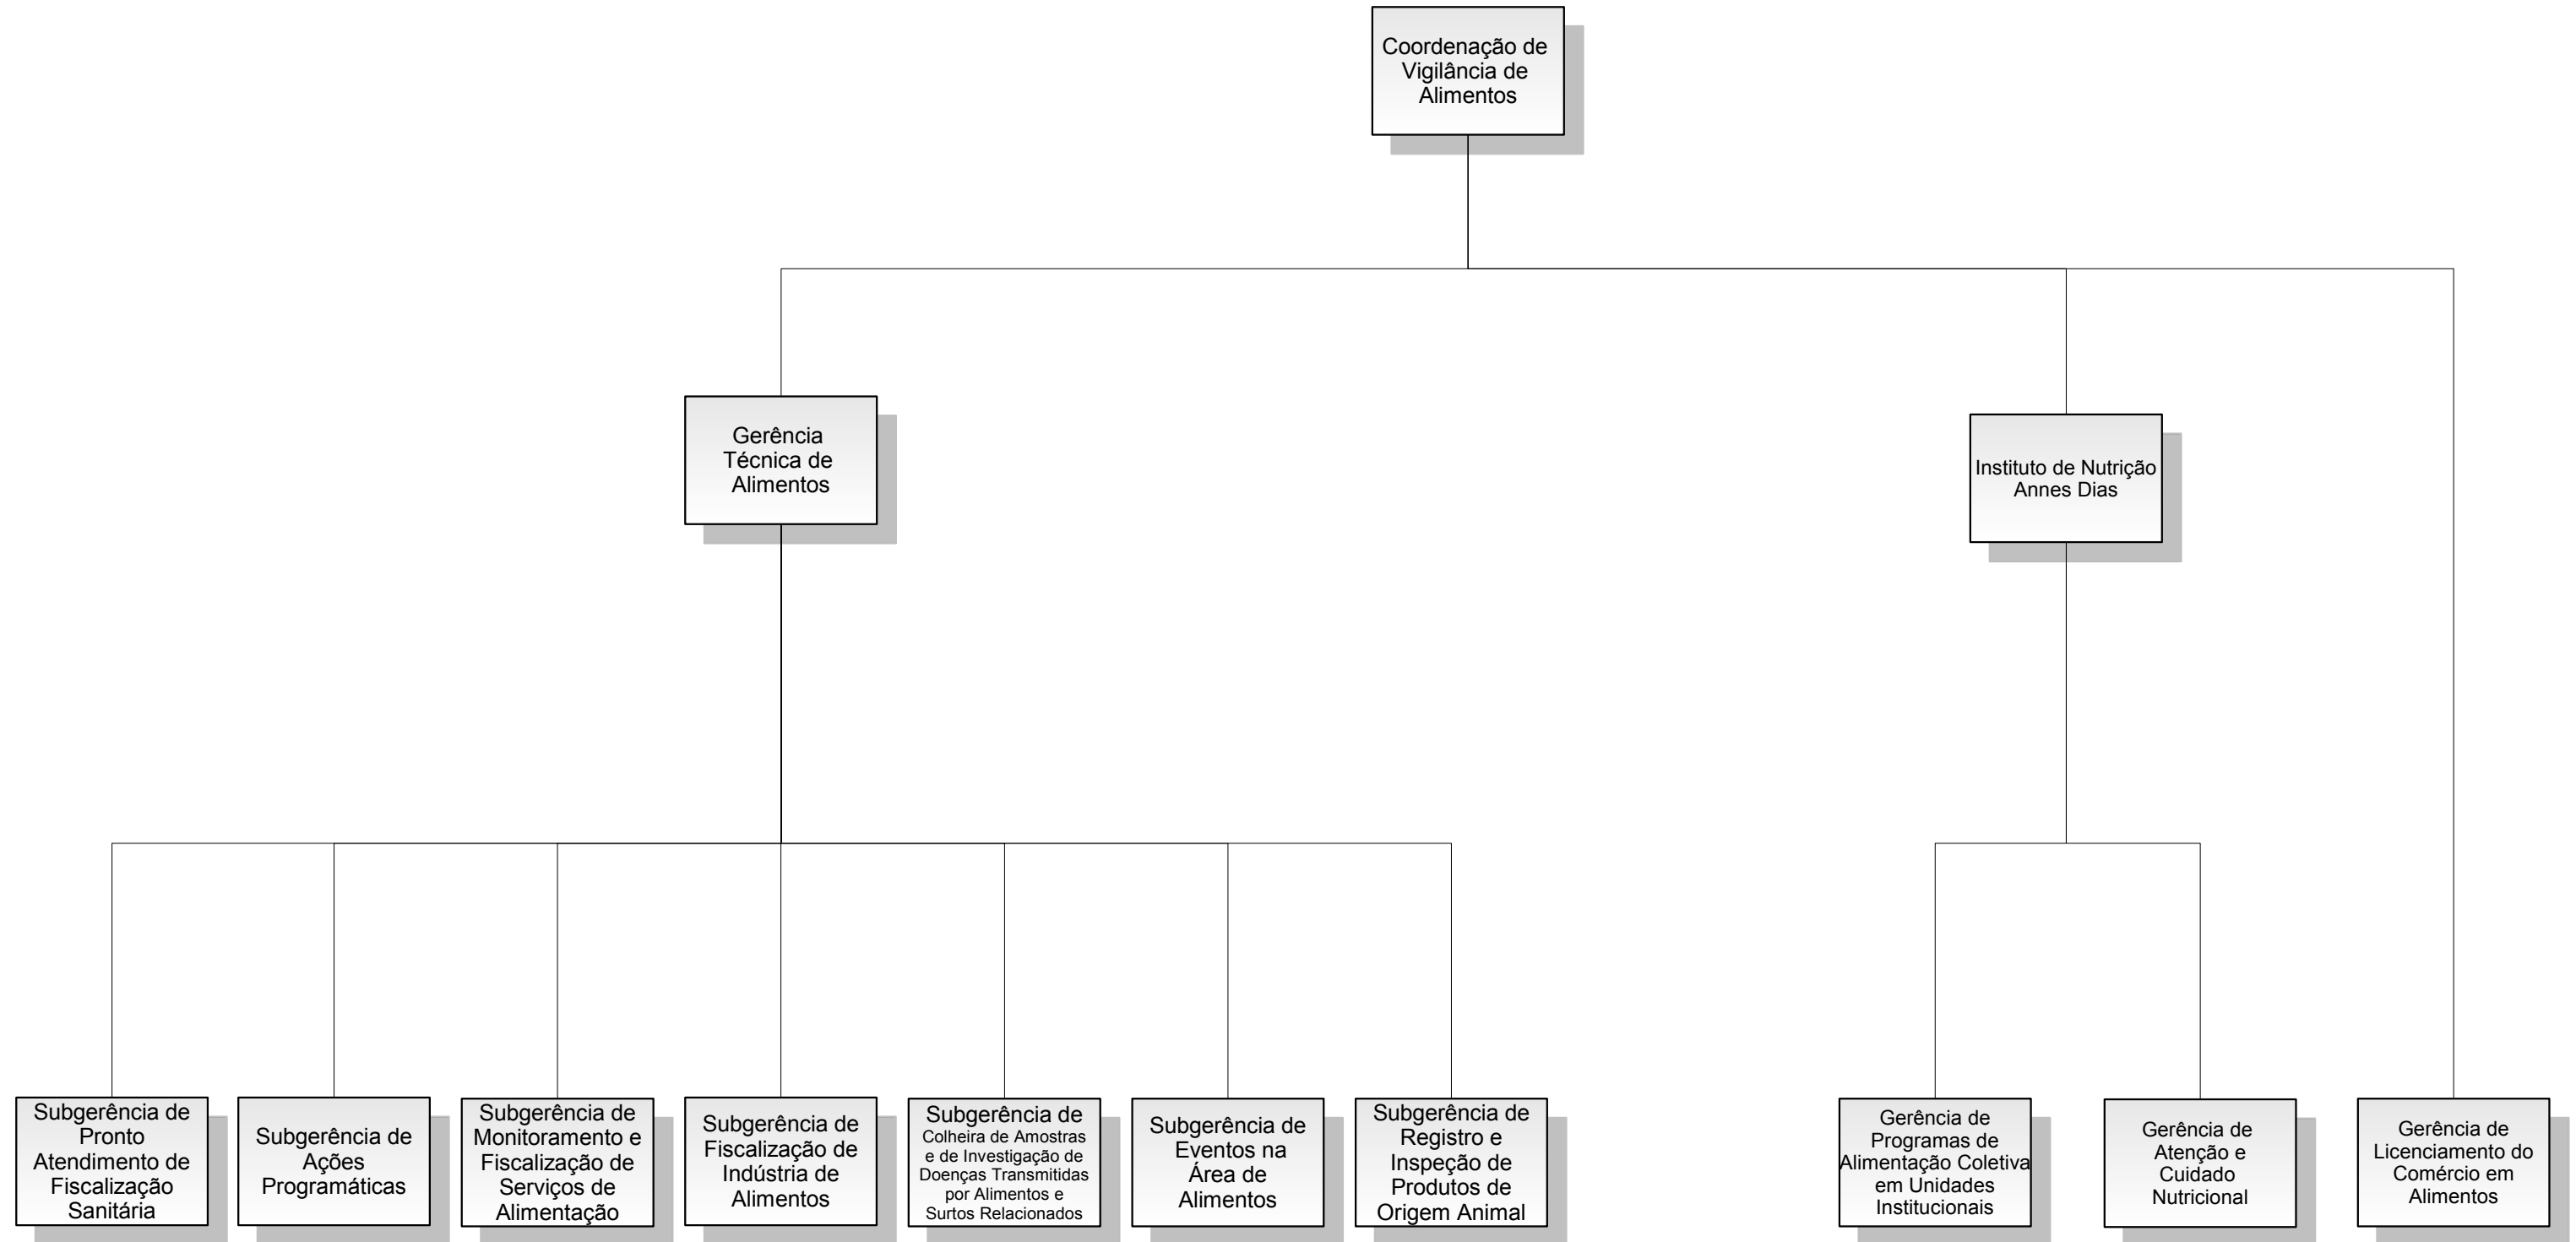 Coordenação de
Vigilância de
Alimentos
Gerência
Técnica de
Alimentos
Instituto de Nutrição
Annes Dias
Subgerência de
Pronto
Atendimento de
Fiscalização
Sanitária
Subgerência de
Ações
Programáticas
Subgerência de
Monitoramento e
Fiscalização de
Serviços de
Alimentação
Subgerência de
Fiscalização de
Indústria de
Alimentos
Subgerência de
Colheira de Amostras
e de Investigação de
Doenças Transmitidas
por Alimentos e
Surtos Relacionados
Subgerência de
Eventos na
Área de
Alimentos
Subgerência de
Registro e
Inspeção de
Produtos de
Origem Animal
Gerência de
Programas de
Alimentação Coletiva
em Unidades
Institucionais
Gerência de
Atenção e
Cuidado
Nutricional
Gerência de
Licenciamento do
Comércio em
Alimentos